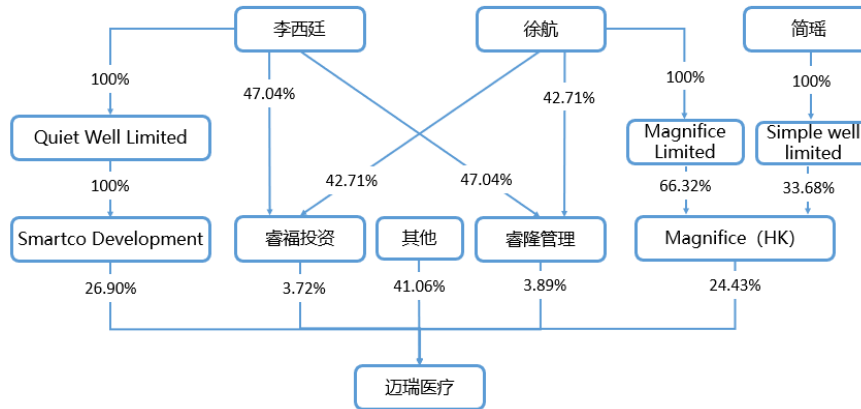 李西廷
徐航
简瑶
100%
47.04%
42.71%
100%
100%
Quiet Well Limited
Magnifice
Limited
Simple well
limited
100%
42.71%
47.04%
66.32%
33.68%
Smartco Development
睿福投资
其他
睿隆管理
Magnifice（HK）
26.90%
3.72%
41.06%
3.89%
24.43%
迈瑞医疗